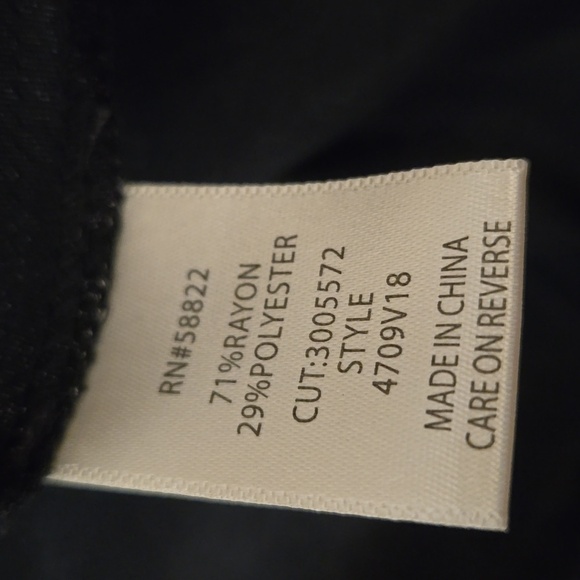 RN#58822
71%RAYON
29%POLYESTER
CUT:3005572
STYLE
4709V18
MADE IN CHINA
CARE ON REVERSE